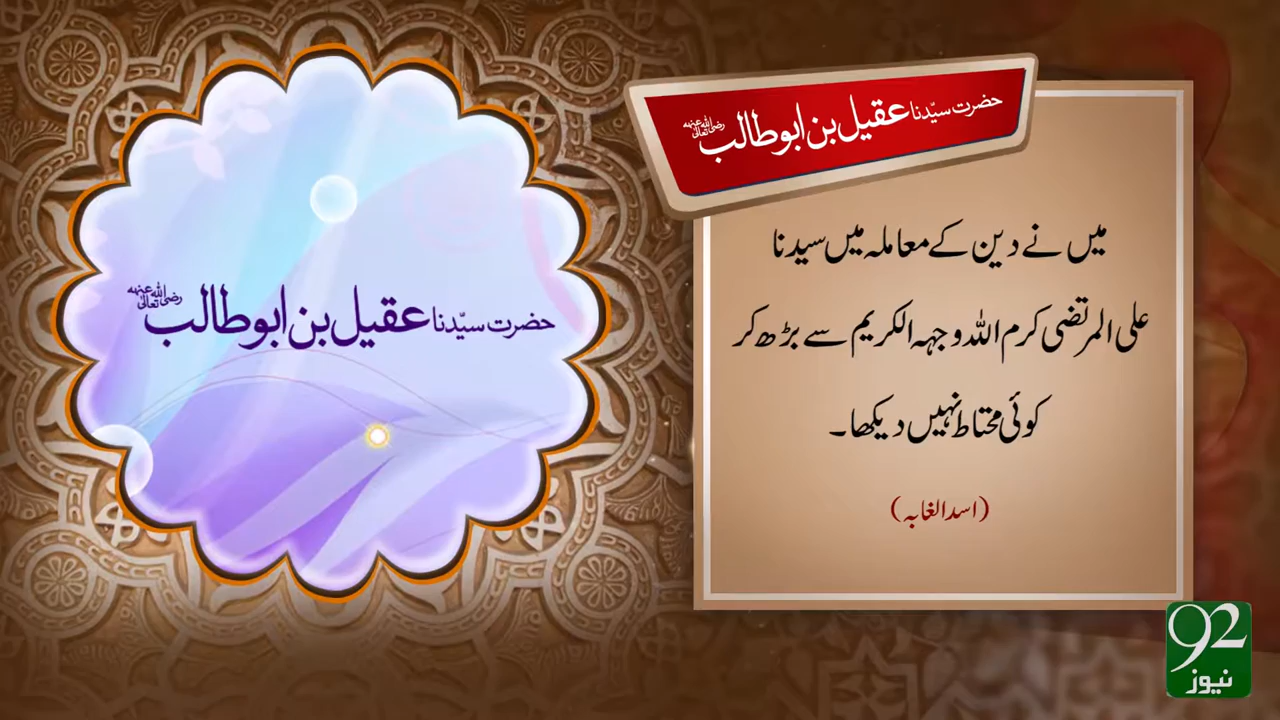 حضرت سیّدنا عقیل بن ابو طالب رضی اللہ تعالیٰ عنہ
حضرت سیّدنا عقیل بن ابو طالب رضی اللہ تعالیٰ عنہ
میں نے دین کے معاملہ میں سیدنا
علی المرتضی کرم اللہ وجہہ الکریم سے بڑھ کر
کوئی محتاط نہیں دیکھا۔
(اسد الغابہ)
92
نیوز